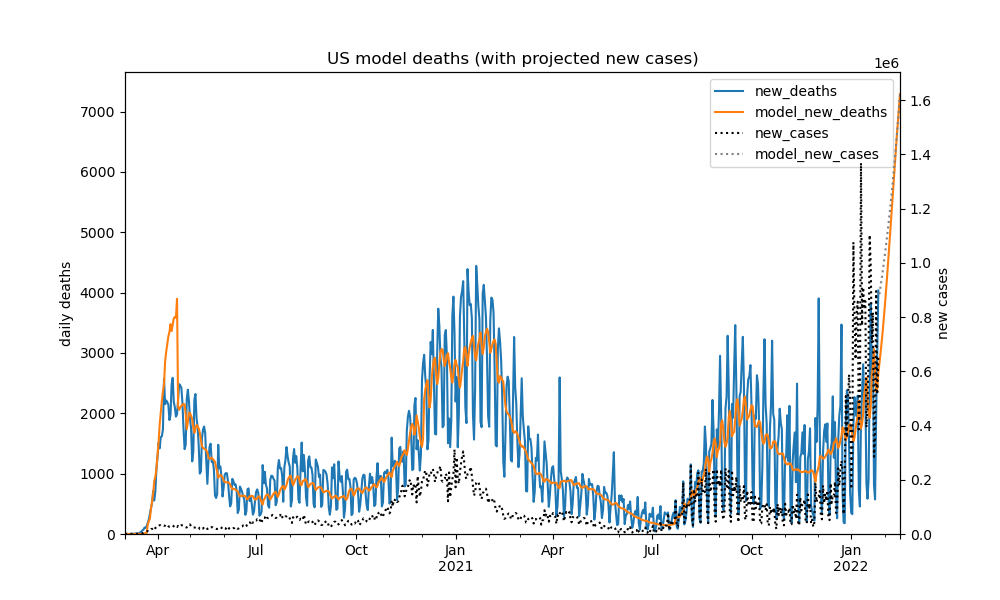 US model deaths (with projected new cases)
1e6
new_deaths
model_new_deaths
new_cases
model_new_cases
daily deaths
7000
6000
5000
4000
3000
2000
1000
0
new cases
1.6
1.4
1.2
1.0
0.8
0.6
0.4
0.2
0.0
Apr Jul Oct Jan Apr Jul Oct Jan
2021 2022